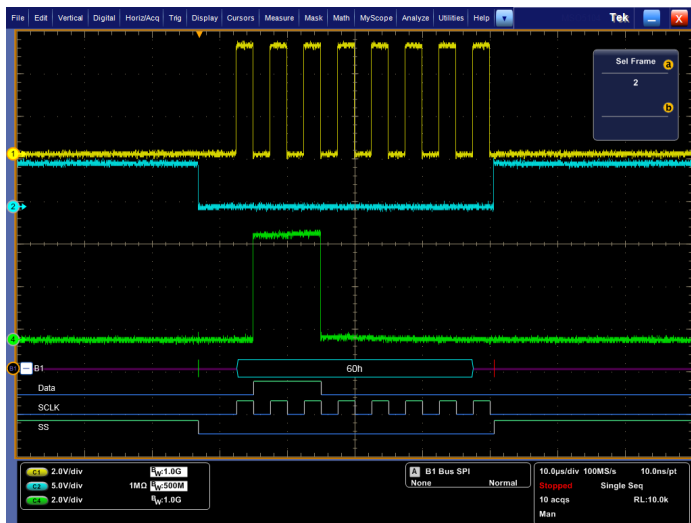 File Edit Vertical Digital Horiz/Acq Trig Display Cursors Measure Mask Math MyScope Analyze Utilities Help Tek X
Sel Frame a
2
b
1
2
4
B1 B1
60h
Data
SCLK
SS
C1 2.0V/div BW:1.0G
C2 5.0V/div 1MΩ BW:500M
C4 2.0V/div BW:1.0G
A B1 Bus SPI
None Normal
10.0µs/div 100MS/s 10.0ns/pt
Stopped Single Seq
10 acqs RL:10.0k
Man